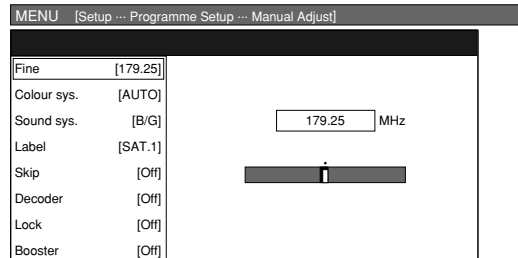 MENU [Setup ··· Programme Setup ··· Manual Adjust]
Fine [179.25]
Colour sys. [AUTO]
Sound sys. [B/G]
179.25 MHz
Label [SAT.1]
Skip [Off]
Decoder [Off]
Lock [Off]
Booster [Off]